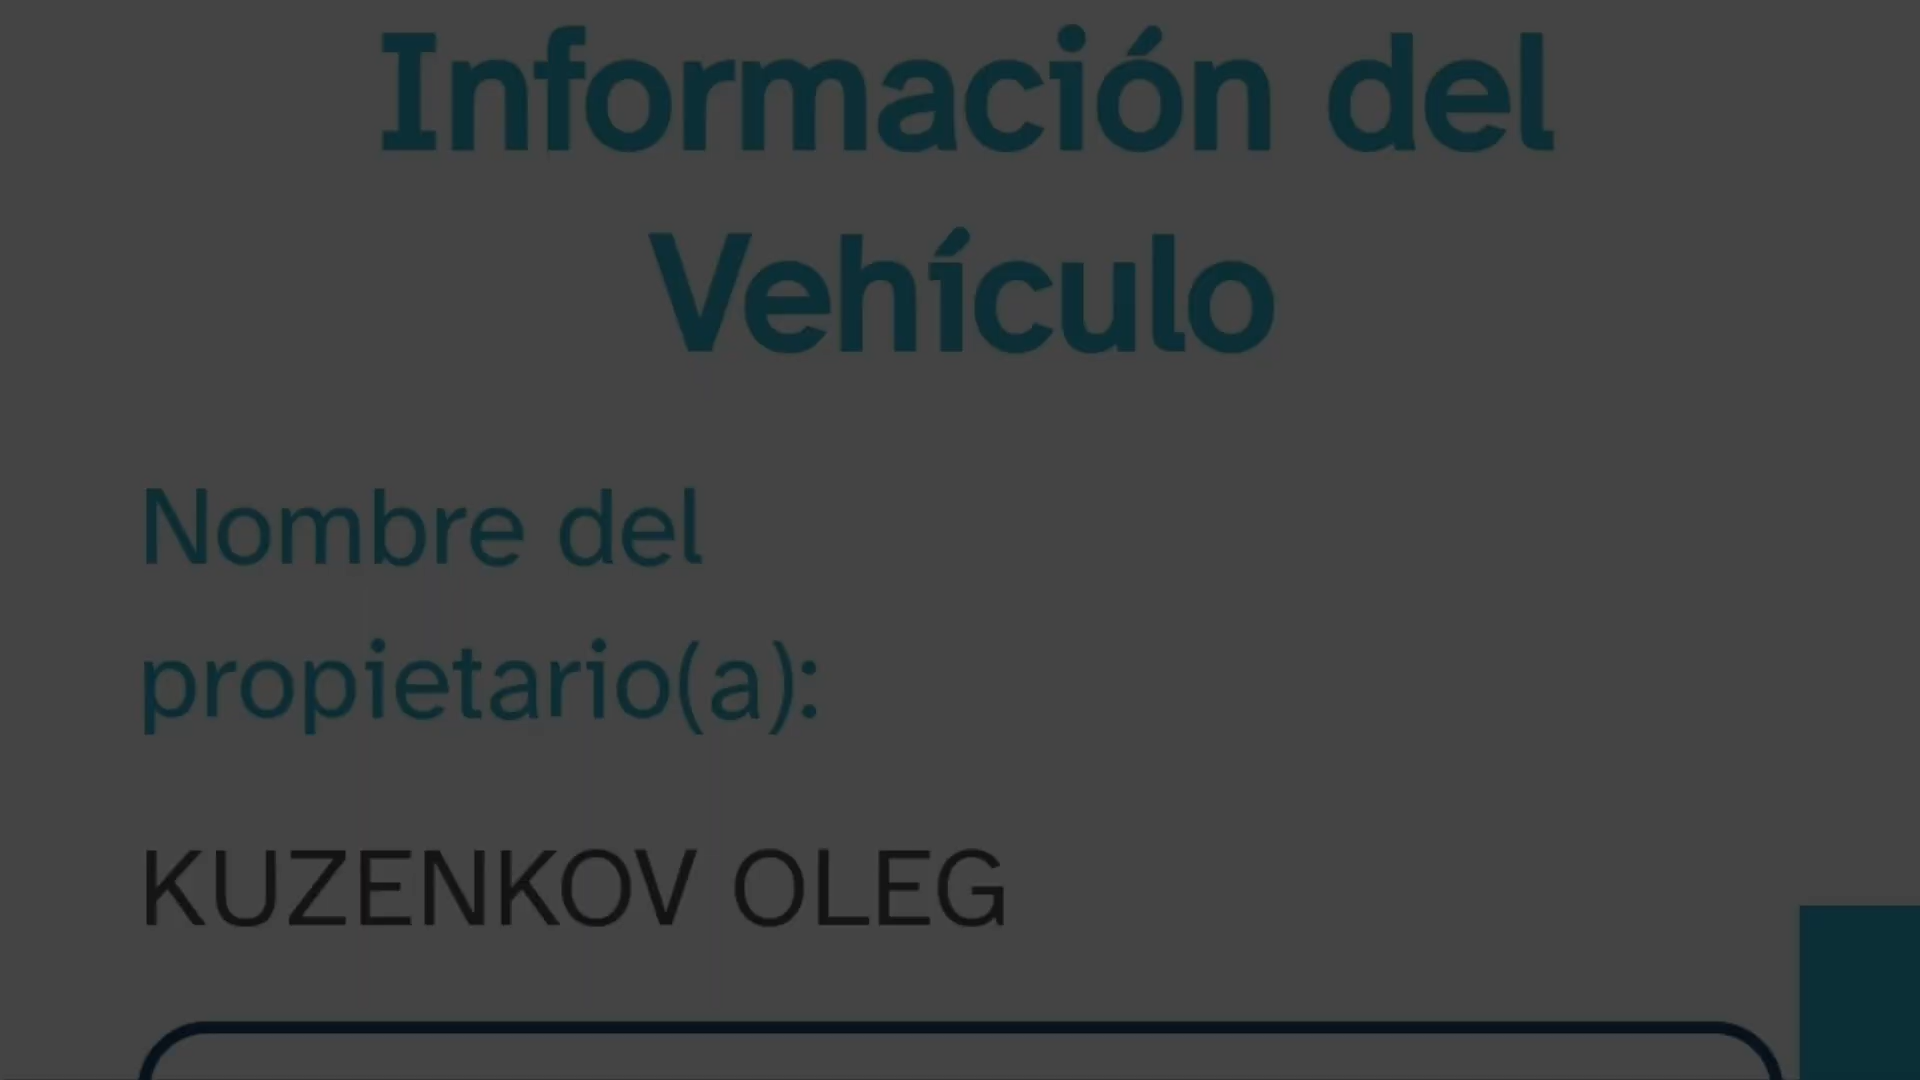 Información del
Vehículo
Nombre del
propietario(a):
KUZENKOV OLEG